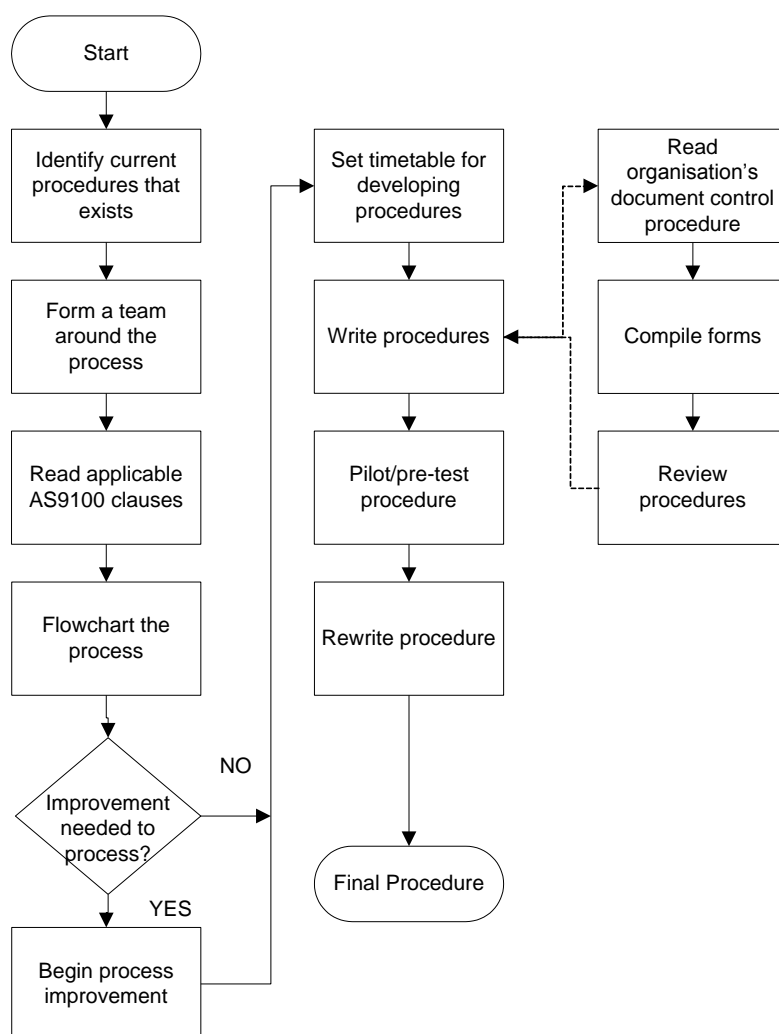 Start
Identify current
procedures that
exists
Form a team
around the
process
Read applicable
AS9100 clauses
Flowchart the
process
Improvement
needed to
process?
NO
YES
Begin process
improvement
Set timetable for
developing
procedures
Write procedures
Pilot/pre-test
procedure
Rewrite procedure
Final Procedure
Read
organisation's
document control
procedure
Compile forms
Review
procedures